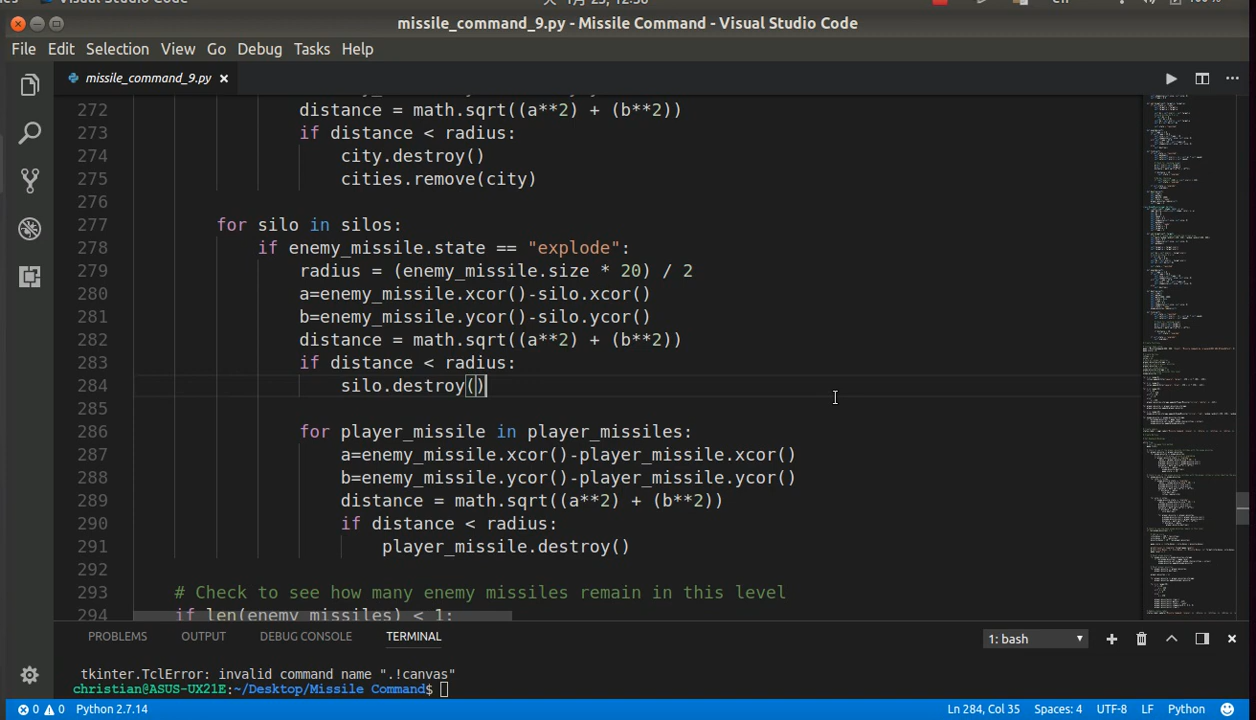 missile_command_9.py - Missile Command - Visual Studio Code
File Edit Selection View Go Debug Tasks Help
missile_command_9.py
272 distance = math.sqrt((a**2) + (b**2))
273 if distance < radius:
274 city.destroy()
275 cities.remove(city)
276
277 for silo in silos:
278 if enemy_missile.state == "explode":
279 radius = (enemy_missile.size * 20) / 2
280 a=enemy_missile.xcor()-silo.xcor()
281 b=enemy_missile.ycor()-silo.ycor()
282 distance = math.sqrt((a**2) + (b**2))
283 if distance < radius:
284 silo.destroy()
285
286 for player_missile in player_missiles:
287 a=enemy_missile.xcor()-player_missile.xcor()
288 b=enemy_missile.ycor()-player_missile.ycor()
289 distance = math.sqrt((a**2) + (b**2))
290 if distance < radius:
291 player_missile.destroy()
292
293 # Check to see how many enemy missiles remain in this level
294 if len(enemy_missiles) < 1:
PROBLEMS OUTPUT DEBUG CONSOLE TERMINAL 1: bash
tkinter.TclError: invalid command name ".!canvas"
christian@ASUS-UX21E:~/Desktop/Missile Command$
0 0 Python 2.7.14 Ln 284, Col 35 Spaces: 4 UTF-8 LF Python